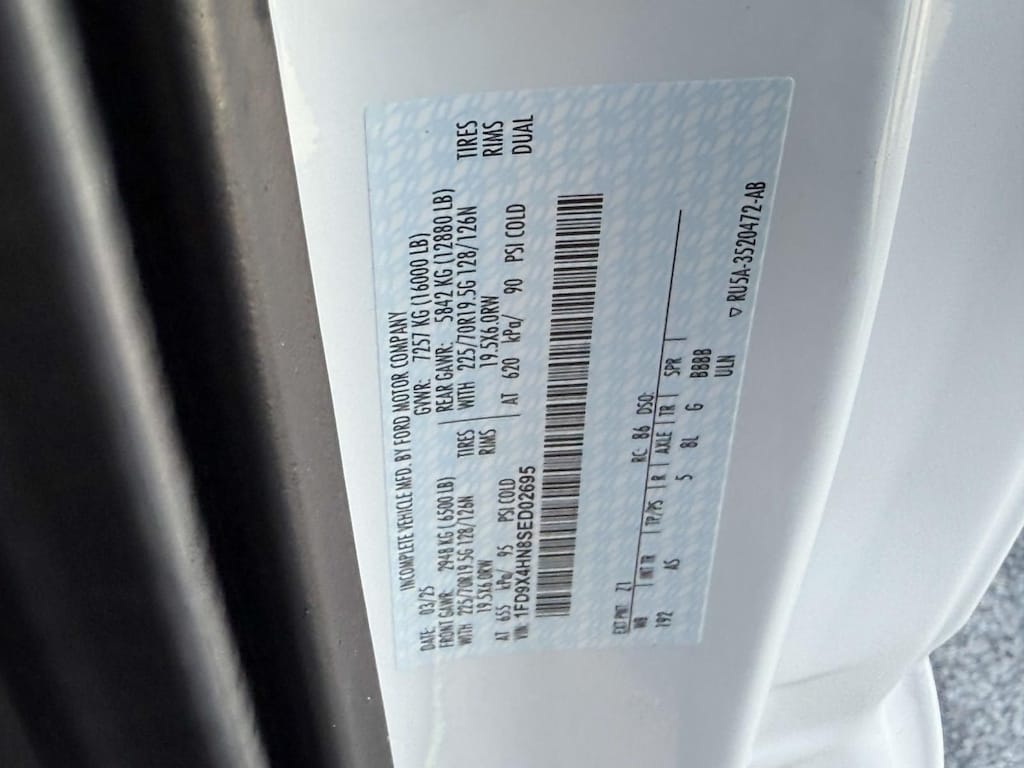 INCOMPLETE VEHICLE MFD. BY FORD MOTOR COMPANY
DATE: 03/25 GVWR: 7257 KG (16000 LB)
FRONT GAWR: 2948 KG (6500 LB) REAR GAWR: 5842 KG (12880 LB)
WITH 225/70R19.5G 128/126N TIRES WITH 225/70R19.5G 128/126N TIRES
19.5X6.0RW RIMS 19.5X6.0RW RIMS
AT 655 kPa/ 95 PSI COLD AT 620 kPa/ 90 PSI COLD DUAL
VIN: 1FD9X4HN8SED02695
EXT PNT: Z1 RC: 86 DSO:
WB INT TR TP/PS R AXLE TR SPR
192 AS 5 8L G BBBB
ULN
▽ RU5A-3520472-AB